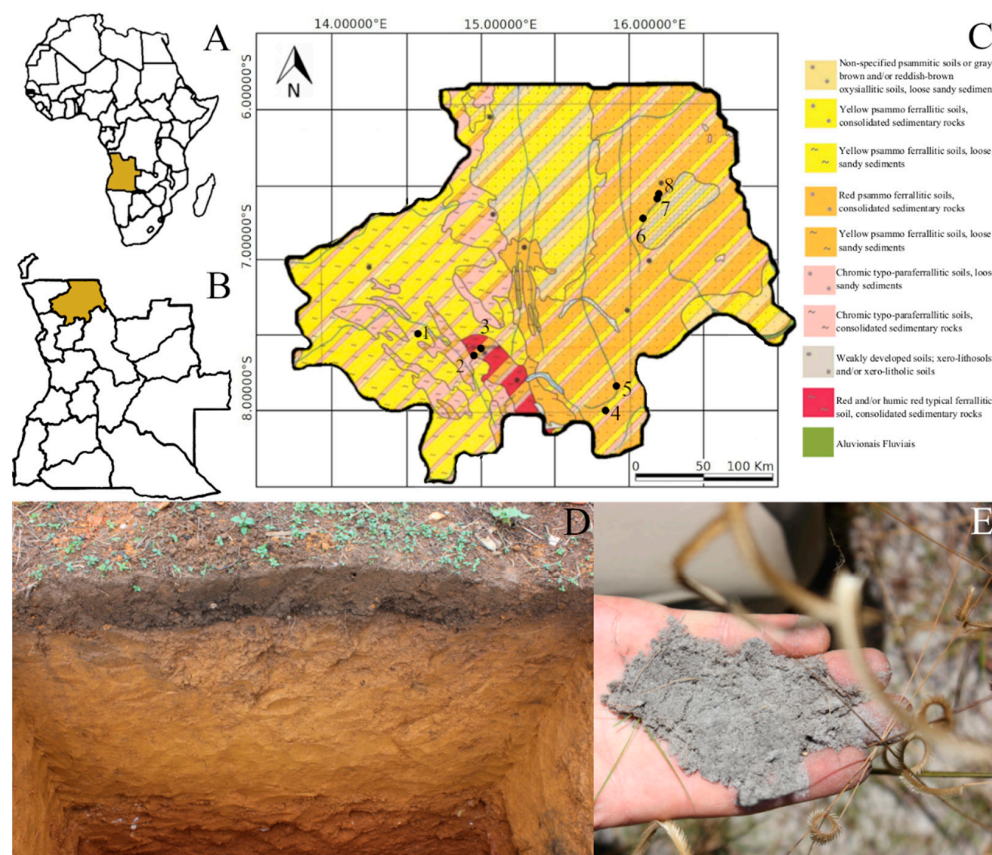 A
B
C
14.00000°E
15.00000°E
16.00000°E
6.00000°S
7.00000°S
8.00000°S
N
1
2
3
4
5
6
7
8
0 50 100 Km
Non-specified psammitic soils or gray
brown and/or reddish-brown
oxysiallitic soils, loose sandy sedimen
Yellow psammo ferrallitic soils,
consolidated sedimentary rocks
Yellow psammo ferrallitic soils, loose
sandy sediments
Red psammo ferrallitic soils,
consolidated sedimentary rocks
Yellow psammo ferrallitic soils, loose
sandy sediments
Chromic typo-paraferrallitic soils, loos
sandy sediments
Chromic typo-paraferrallitic soils,
consolidated sedimentary rocks
Weakly developed soils; xero-lithosols
and/or xero-litholic soils
Red and/or humic red typical ferrallitic
soil, consolidated sedimentary rocks
Aluvionais Fluviais
D
E